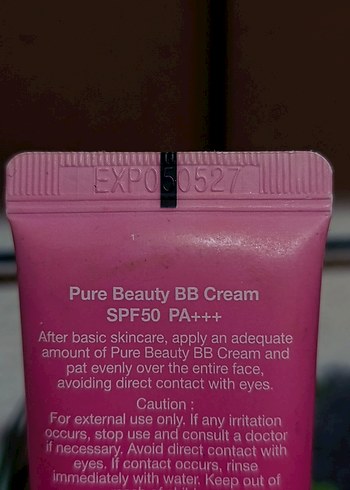 EXP050527
Pure Beauty BB Cream
SPF50 PA+++
After basic skincare, apply an adequate
amount of Pure Beauty BB Cream and
pat evenly over the entire face,
avoiding direct contact with eyes.
Caution :
For external use only. If any irritation
occurs, stop use and consult a doctor
if necessary. Avoid direct contact with
eyes. If contact occurs, rinse
immediately with water. Keep out of